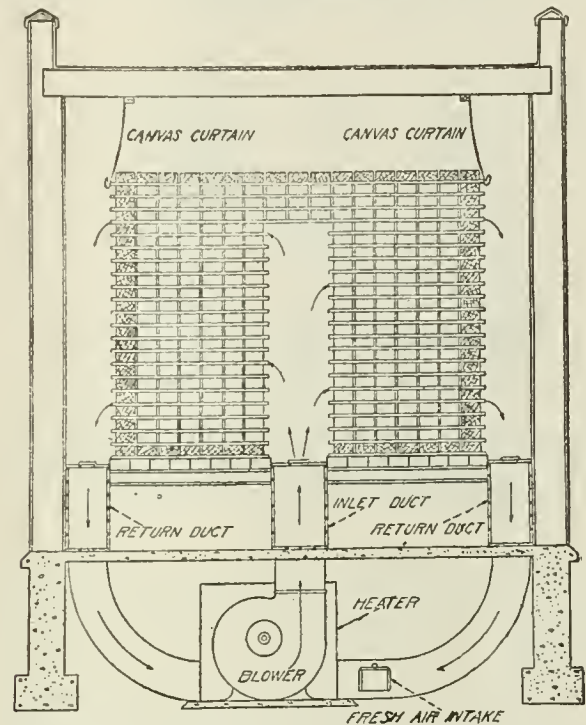 CANVAS CURTAIN
CANVAS CURTAIN
INLET DUCT
RETURN DUCT
RETURN DUCT
HEATER
BLOWER
FRESH AIR INTAKE